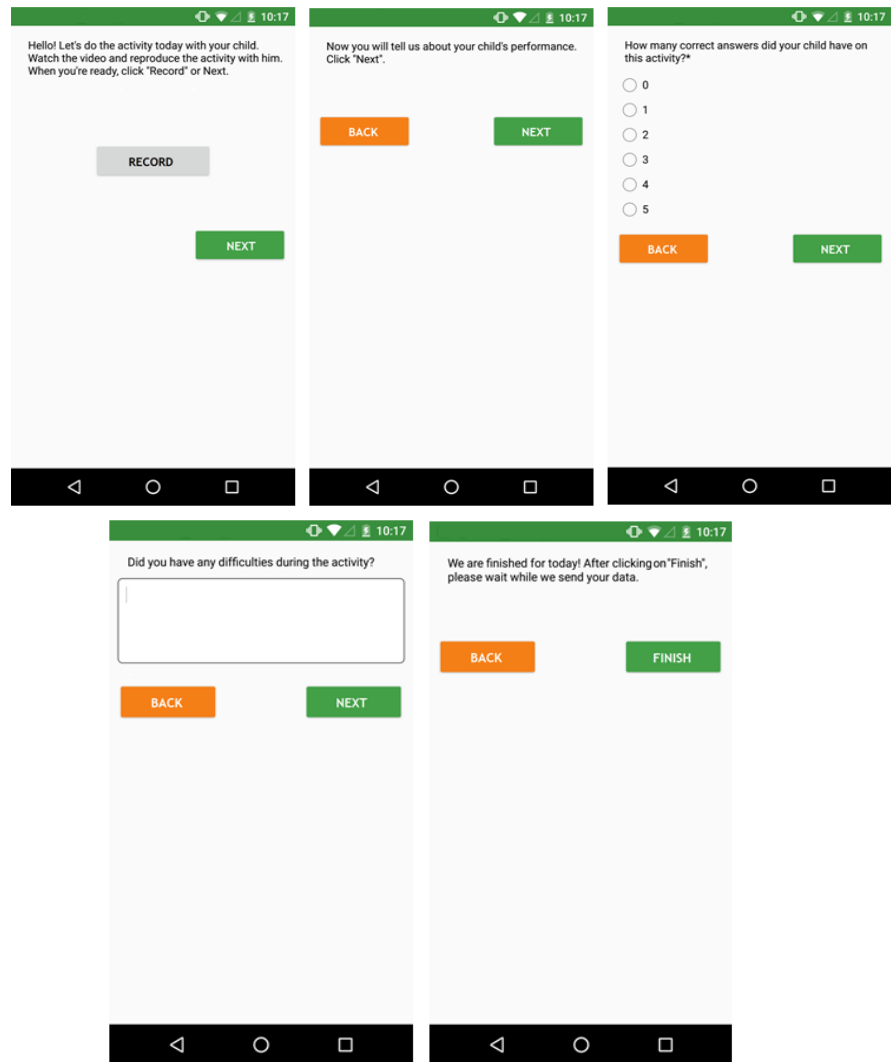 10:17
Hello! Let's do the activity today with your child.
Watch the video and reproduce the activity with him.
When you're ready, click "Record" or Next.
RECORD
NEXT
10:17
Now you will tell us about your child's performance.
Click "Next".
BACK
NEXT
10:17
How many correct answers did your child have on
this activity?*
0
1
2
3
4
5
BACK
NEXT
10:17
Did you have any difficulties during the activity?
BACK
NEXT
10:17
We are finished for today! After clicking on "Finish",
please wait while we send your data.
BACK
FINISH